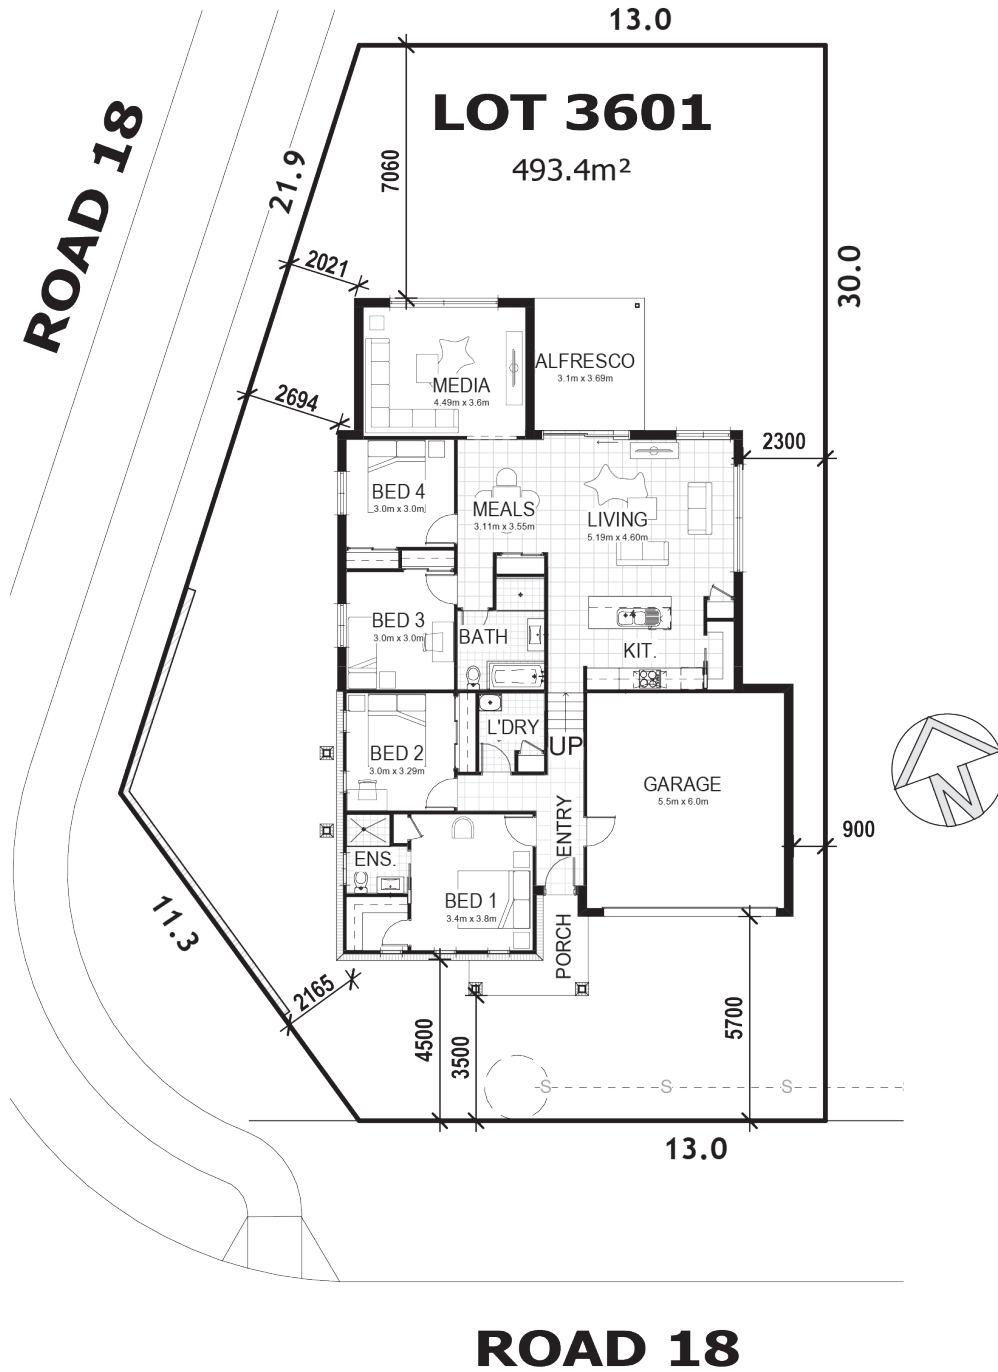 13.0
LOT 3601
493.4m²
ROAD 18
21.9
7060
2021
30.0
ALFRESCO
3.1m x 3.69m
MEDIA
4.49m x 3.6m
2694
2300
BED 4
3.0m x 3.0m
MEALS
3.11m x 3.55m
LIVING
5.19m x 4.60m
BED 3
3.0m x 3.0m
BATH
KIT.
L'DRY
UP
BED 2
3.0m x 3.29m
GARAGE
5.5m x 6.0m
N
ENTRY
900
ENS.
BED 1
3.4m x 3.8m
11.3
PORCH
2165
4500
3500
5700
S
S
S
13.0
ROAD 18